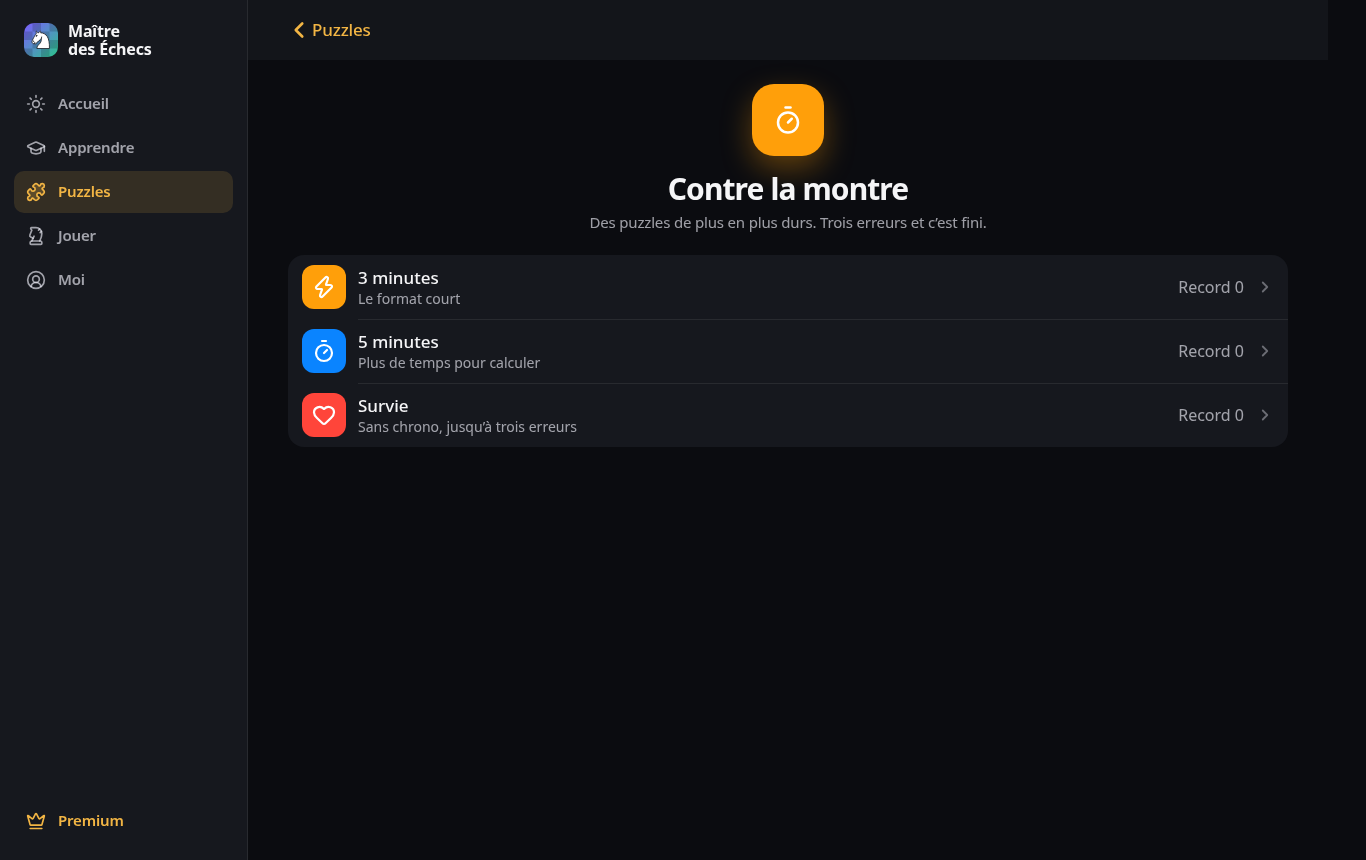 Maître
des Échecs
Accueil
Apprendre
Puzzles
Jouer
Moi
Premium
Puzzles
Contre la montre
Des puzzles de plus en plus durs. Trois erreurs et c’est fini.
3 minutes
Le format court
Record 0
5 minutes
Plus de temps pour calculer
Record 0
Survie
Sans chrono, jusqu’à trois erreurs
Record 0